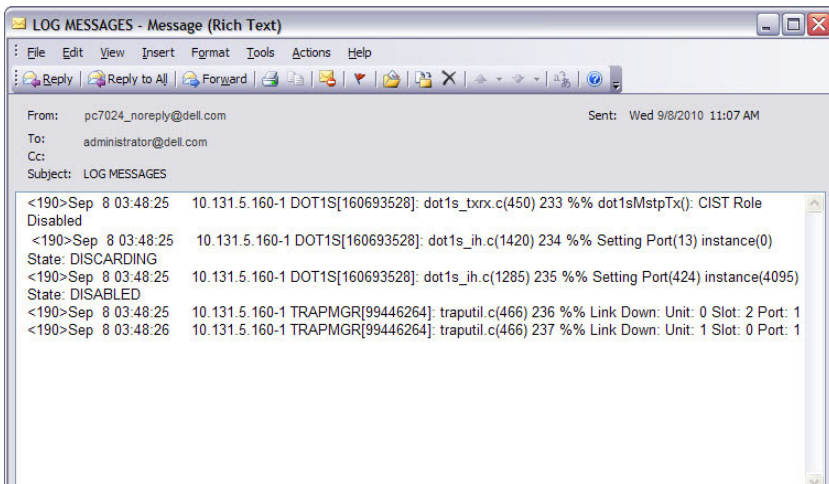 LOG MESSAGES - Message (Rich Text)
File Edit View Insert Format Tools Actions Help
Reply Reply to All Forward
From: pc7024_noreply@dell.com Sent: Wed 9/8/2010 11:07 AM
To: administrator@dell.com
Cc:
Subject: LOG MESSAGES
<190>Sep 8 03:48:25 10.131.5.160-1 DOT1S[160693528]: dot1s_txrx.c(450) 233 %% dot1sMstpTx(): CIST Role
Disabled
<190>Sep 8 03:48:25 10.131.5.160-1 DOT1S[160693528]: dot1s_ih.c(1420) 234 %% Setting Port(13) instance(0)
State: DISCARDING
<190>Sep 8 03:48:25 10.131.5.160-1 DOT1S[160693528]: dot1s_ih.c(1285) 235 %% Setting Port(424) instance(4095)
State: DISABLED
<190>Sep 8 03:48:25 10.131.5.160-1 TRAPMGR[99446264]: traputil.c(466) 236 %% Link Down: Unit: 0 Slot: 2 Port: 1
<190>Sep 8 03:48:26 10.131.5.160-1 TRAPMGR[99446264]: traputil.c(466) 237 %% Link Down: Unit: 1 Slot: 0 Port: 1